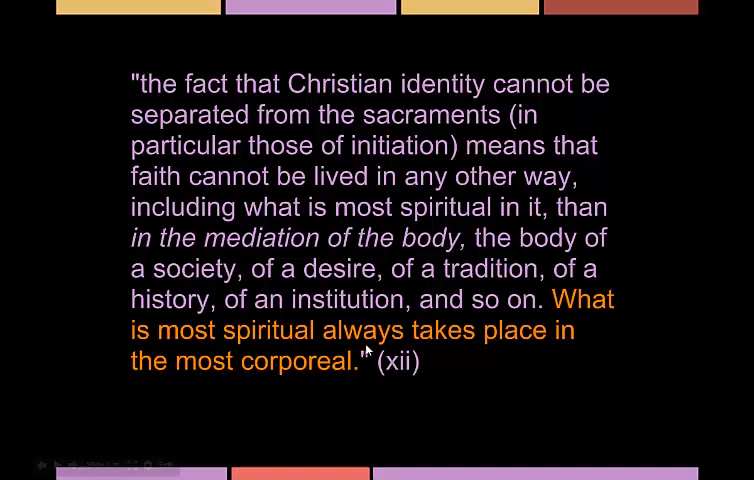 "the fact that Christian identity cannot be
separated from the sacraments (in
particular those of initiation) means that
faith cannot be lived in any other way,
including what is most spiritual in it, than
in the mediation of the body, the body of
a society, of a desire, of a tradition, of a
history, of an institution, and so on. What
is most spiritual always takes place in
the most corporeal." (xii)